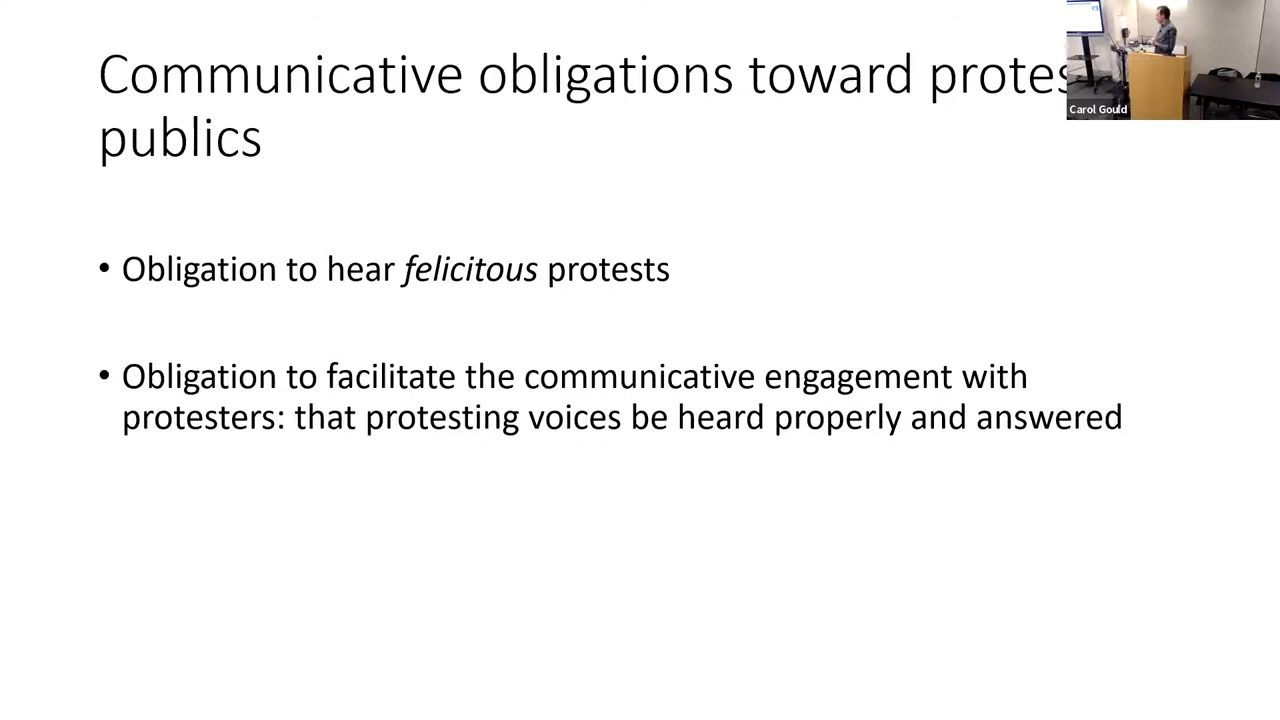 Communicative obligations toward
publics
• Obligation to hear felicitous protests
• Obligation to facilitate the communicative engagement with
protesters: that protesting voices be heard properly and answered
Carol Gould